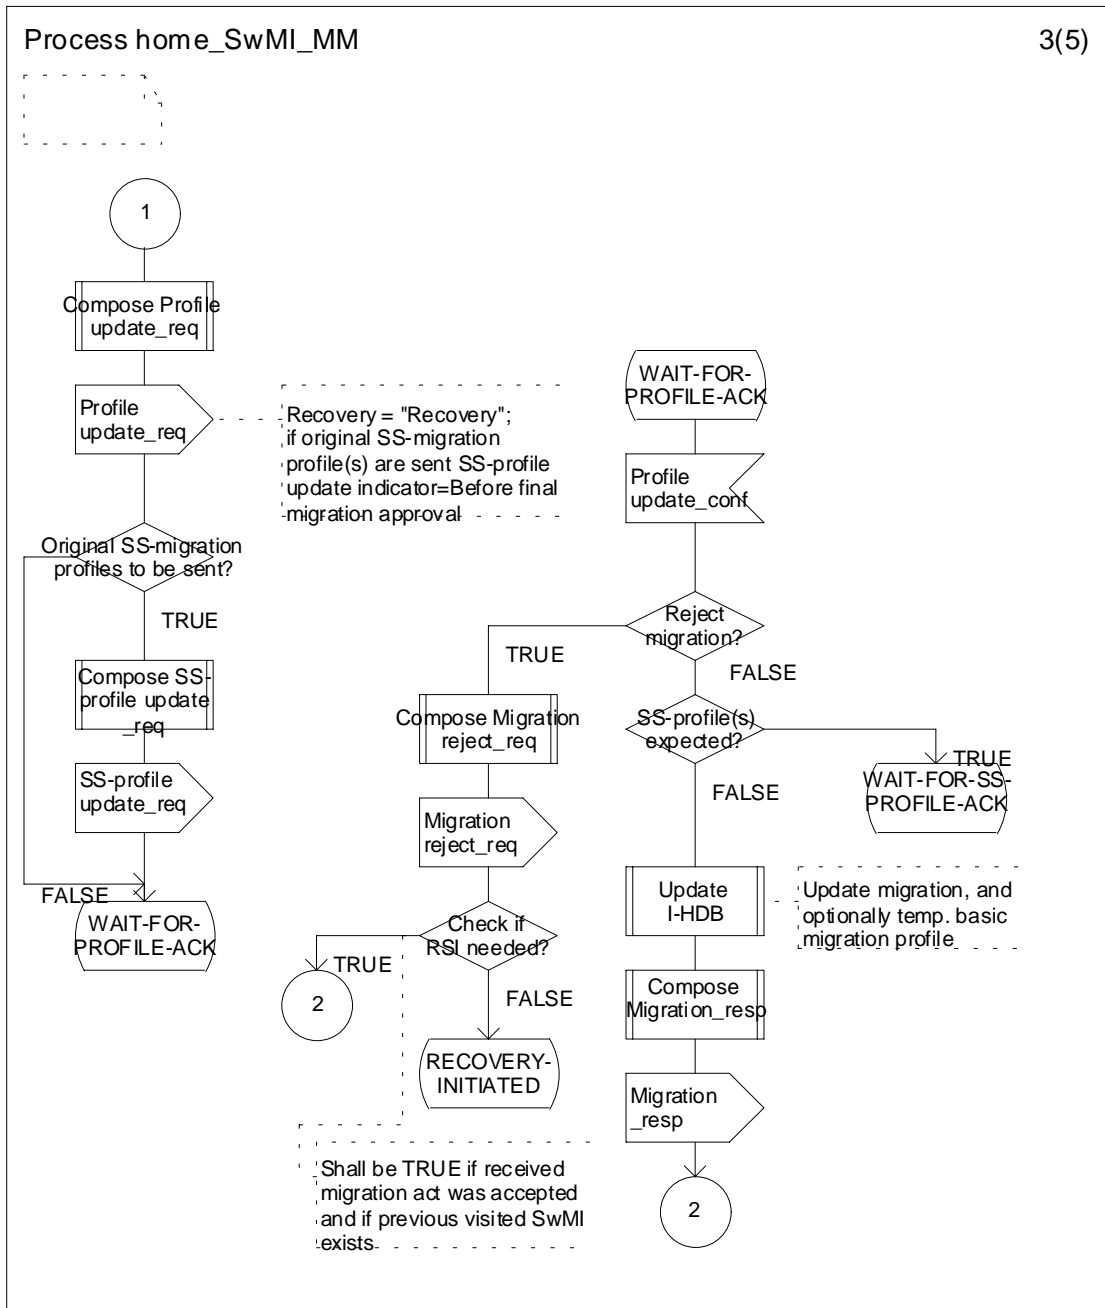 Process home_SwMI_MM
3(5)
1
Compose Profile
update_req
Profile
update_req
Recovery = "Recovery";
if original SS-migration
profile(s) are sent SS-profile
update indicator=Before final
migration approval
Original SS-migration
profiles to be sent?
TRUE
Compose SS-
profile update
_req
SS-profile
update_req
FALSE
WAIT-FOR-
PROFILE-ACK
WAIT-FOR-
PROFILE-ACK
Profile
update_conf
Reject
migration?
TRUE
FALSE
Compose Migration
reject_req
Migration
reject_req
Check if
RSI needed?
TRUE
2
FALSE
RECOVERY-
INITIATED
Shall be TRUE if received
migration act was accepted
and if previous visited SwMI
exists
SS-profile(s)
expected?
TRUE
WAIT-FOR-SS-
PROFILE-ACK
FALSE
Update
I-HDB
Update migration, and
optionally temp. basic
migration profile
Compose
Migration_resp
Migration
_resp
2